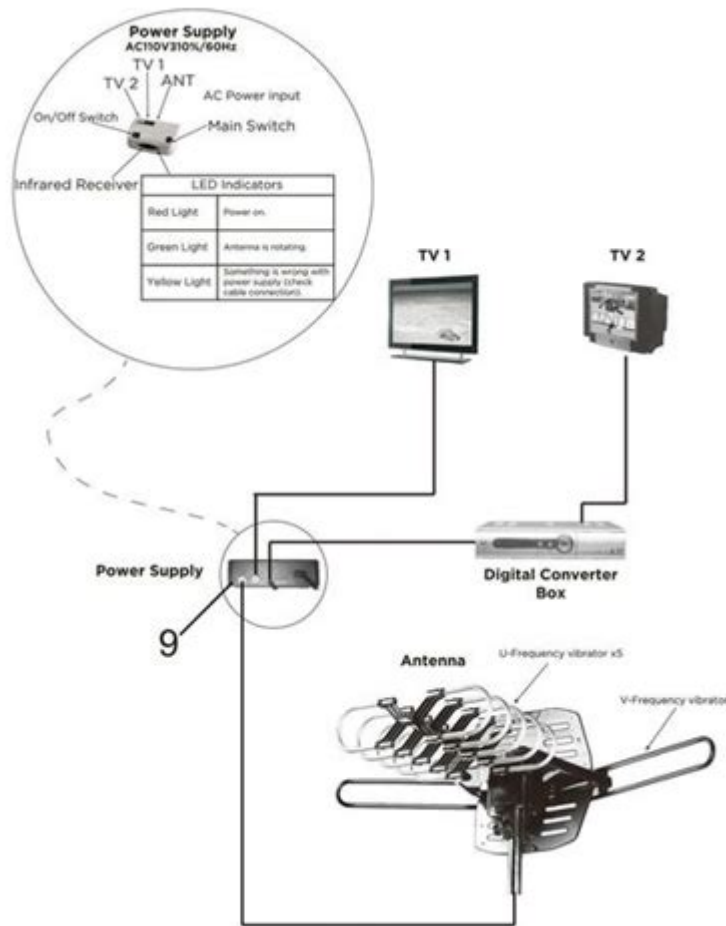 Power Supply
AC110V310%/60Hz
TV 1
TV 2
ANT
AC Power input
On/Off Switch
Main Switch
Infrared Receiver
LED Indicators
Red Light
Power on.
Green Light
Antenna is rotating.
Yellow Light
Something is wrong with
power supply (check
cable connection).
TV 1
TV 2
Power Supply
9
Digital Converter
Box
Antenna
U-Frequency vibrator x5
V-Frequency vibrator